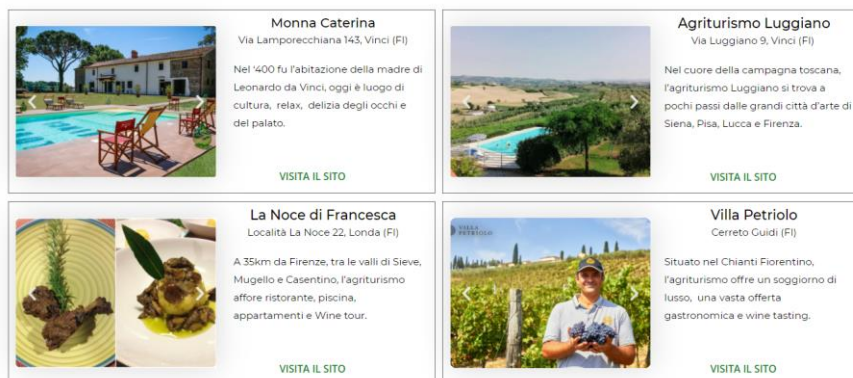 Monna Caterina
Via Lamporecchiana 143, Vinci (FI)
Nel '400 fu l'abitazione della madre di
Leonardo da Vinci, oggi è luogo di
cultura, relax, delizia degli occhi e
del palato.
VISITA IL SITO
Agriturismo Luggiano
Via Luggiano 9, Vinci (FI)
Nel cuore della campagna toscana,
l'agriturismo Luggiano si trova a
pochi passi dalle grandi città d'arte di
Siena, Pisa, Lucca e Firenza.
VISITA IL SITO
La Noce di Francesca
Località La Noce 22, Londa (FI)
A 35km da Firenze, tra le valli di Sieve,
Mugello e Casentino, l'agriturismo
affore ristorante, piscina,
appartamenti e Wine tour.
VISITA IL SITO
VILLA
PETRIOLO
Villa Petriolo
Cerreto Guidi (FI)
Situato nel Chianti Fiorentino,
l'agriturismo offre un soggiorno di
lusso, una vasta offerta
gastronomica e wine tasting.
VISITA IL SITO